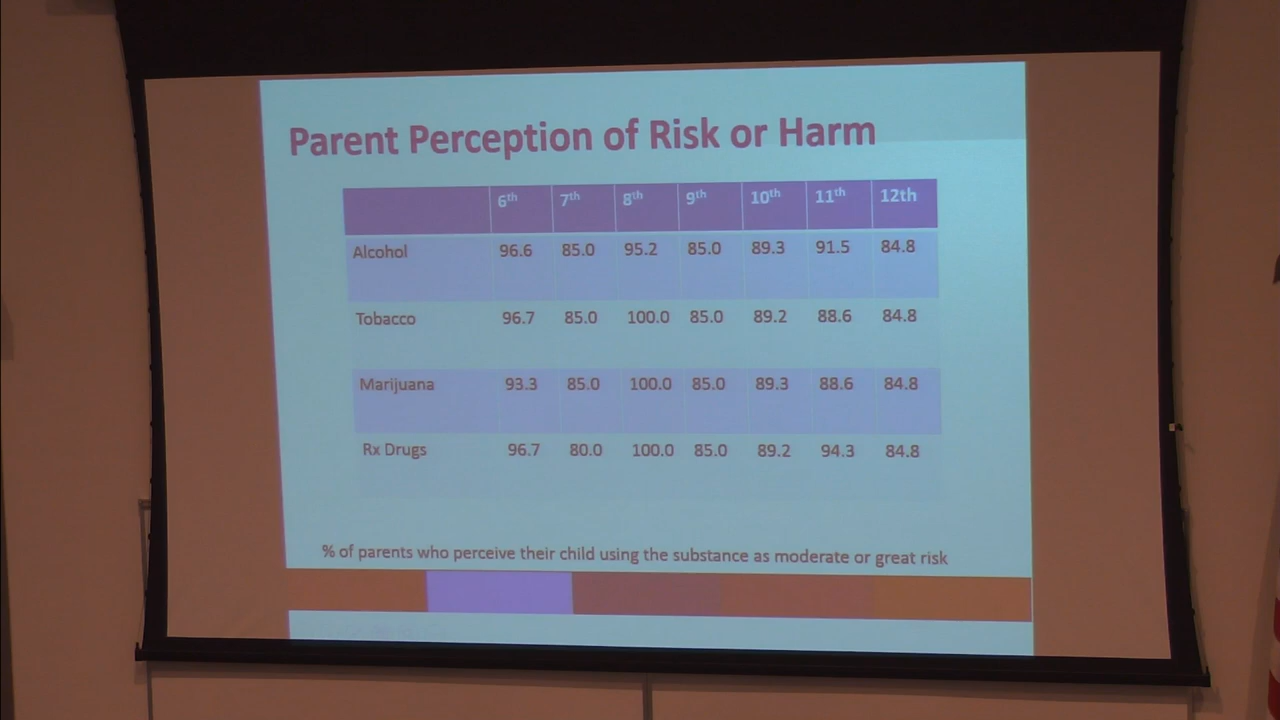 Parent Perception of Risk or Harm
6th 7th 8th 9th 10th 11th 12th
Alcohol 96.6 85.0 95.2 85.0 89.3 91.5 84.8
Tobacco 96.7 85.0 100.0 85.0 89.2 88.6 84.8
Marijuana 93.3 85.0 100.0 85.0 89.3 88.6 84.8
Rx Drugs 96.7 80.0 100.0 85.0 89.2 94.3 84.8
% of parents who perceive their child using the substance as moderate or great risk